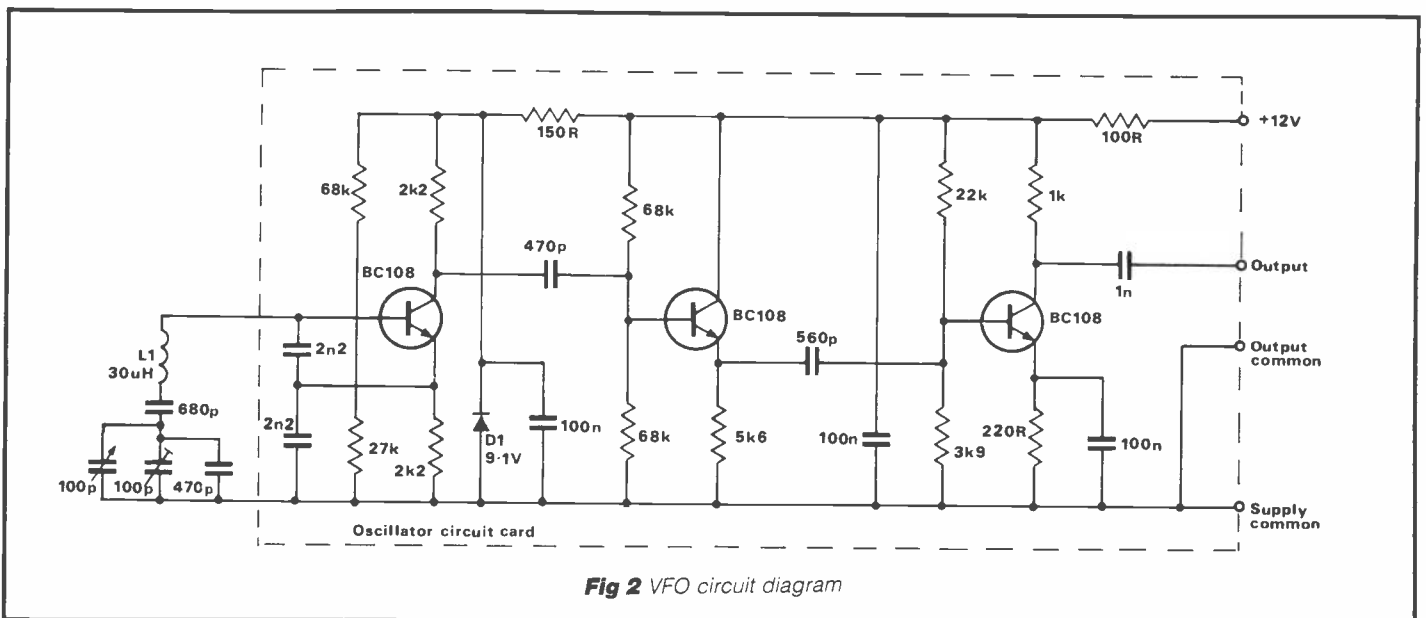 150R
100R
+12V
68k
2k2
68k
22k
1k
470p
BC108
Output
1n
BC108
BC108
L1
30uH
2n2
560p
Output
common
680p
2n2
27k
2k2
D1
9·1V
100n
68k
5k6
100n
3k9
220R
100n
100p
100p
470p
Supply
common
Oscillator circuit card
Fig 2 VFO circuit diagram